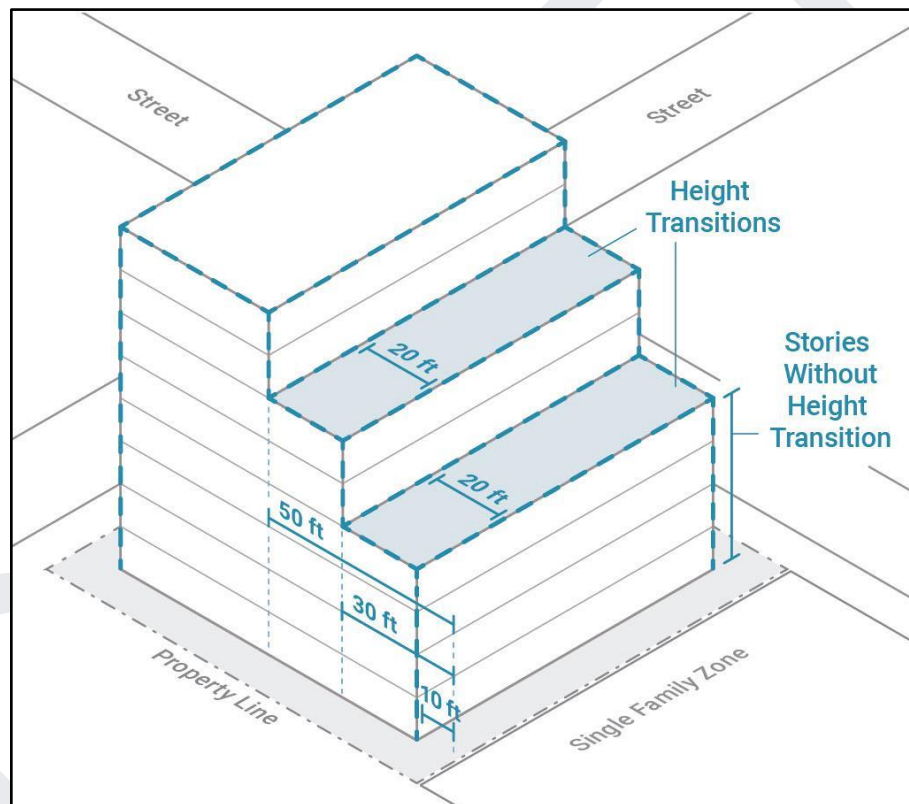 Street
Street
Height
Transitions
20 ft
Stories
Without
Height
Transition
20 ft
50 ft
30 ft
10 ft
Property Line
Single Family Zone